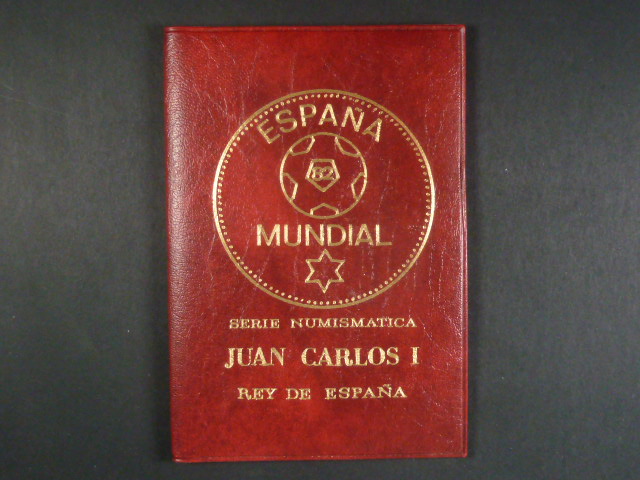 ESPAÑA
82
MUNDIAL
SERIE NUMISMATICA
JUAN CARLOS I
REY DE ESPAÑA